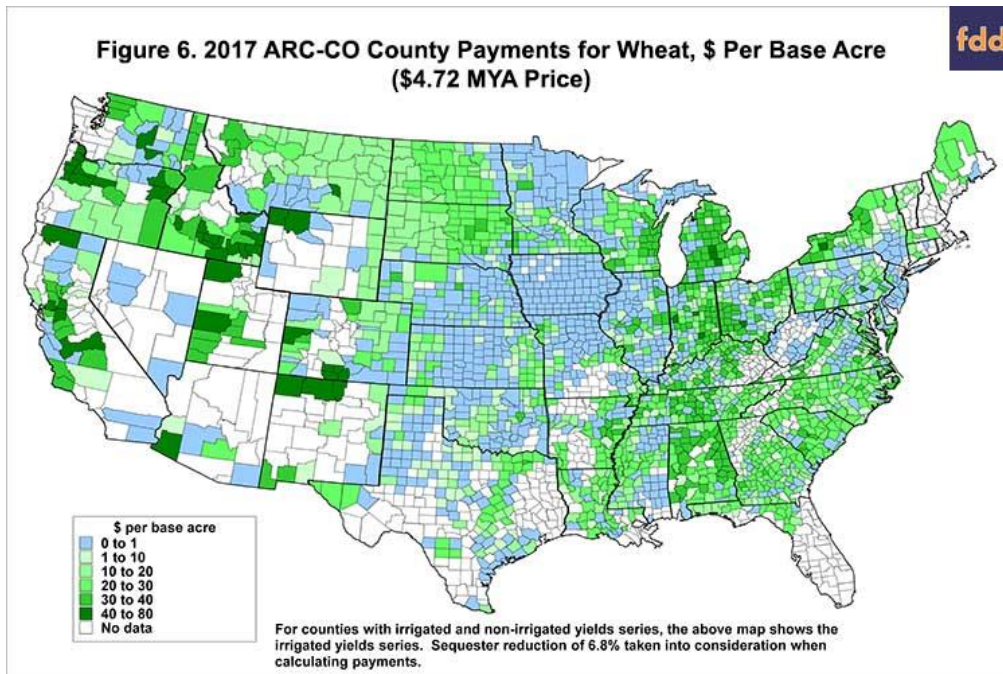 Figure 6. 2017 ARC-CO County Payments for Wheat, $ Per Base Acre
($4.72 MYA Price)
fdd
$ per base acre
0 to 1
1 to 10
10 to 20
20 to 30
30 to 40
40 to 80
No data
For counties with irrigated and non-irrigated yields series, the above map shows the
irrigated yields series. Sequester reduction of 6.8% taken into consideration when
calculating payments.